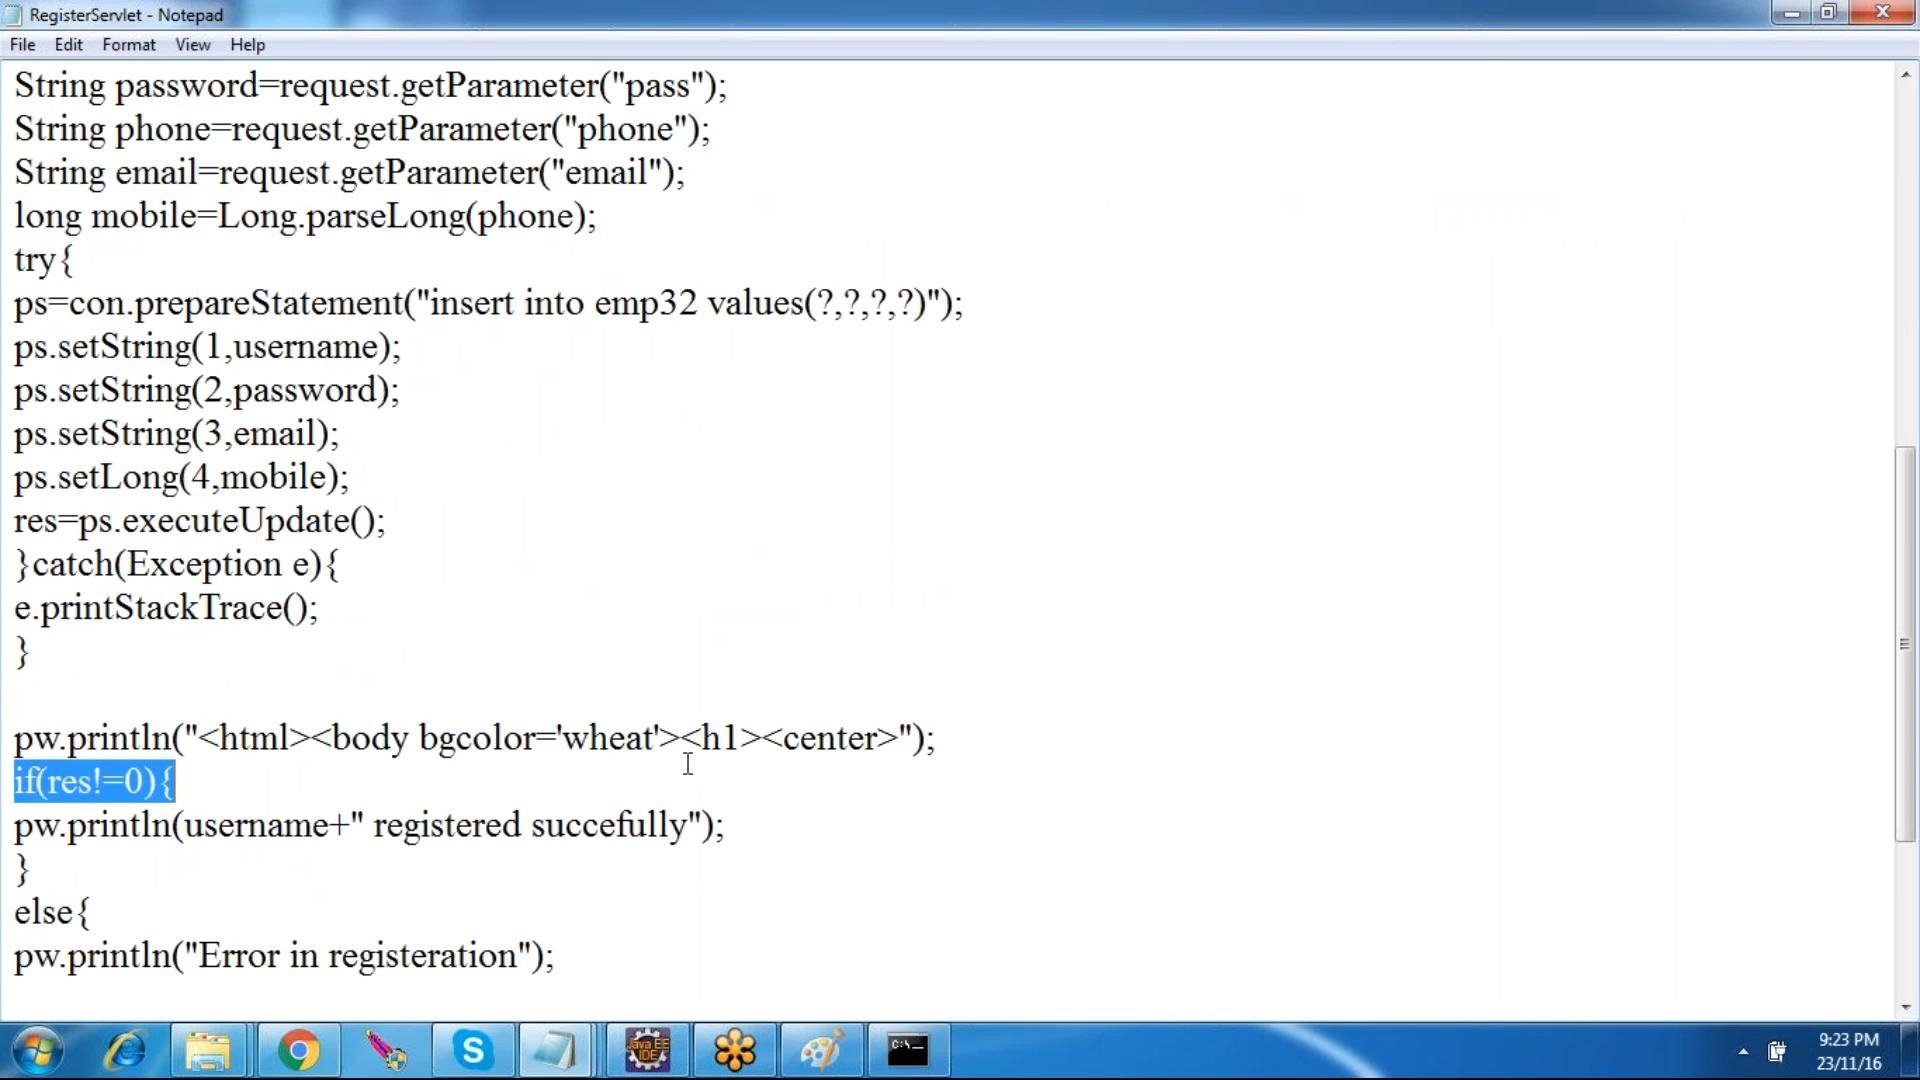 RegisterServlet - Notepad
File Edit Format View Help
String password=request.getParameter("pass");
String phone=request.getParameter("phone");
String email=request.getParameter("email");
long mobile=Long.parseLong(phone);
try{
ps=con.prepareStatement("insert into emp32 values(?,?,?,?)");
ps.setString(1,username);
ps.setString(2,password);
ps.setString(3,email);
ps.setLong(4,mobile);
res=ps.executeUpdate();
}catch(Exception e){
e.printStackTrace();
}
pw.println("<html><body bgcolor='wheat'><h1><center>");
if(res!=0){
pw.println(username+" registered succefully");
}
else{
pw.println("Error in registeration");
Java EE
IDE
C:\-
9:23 PM
23/11/16